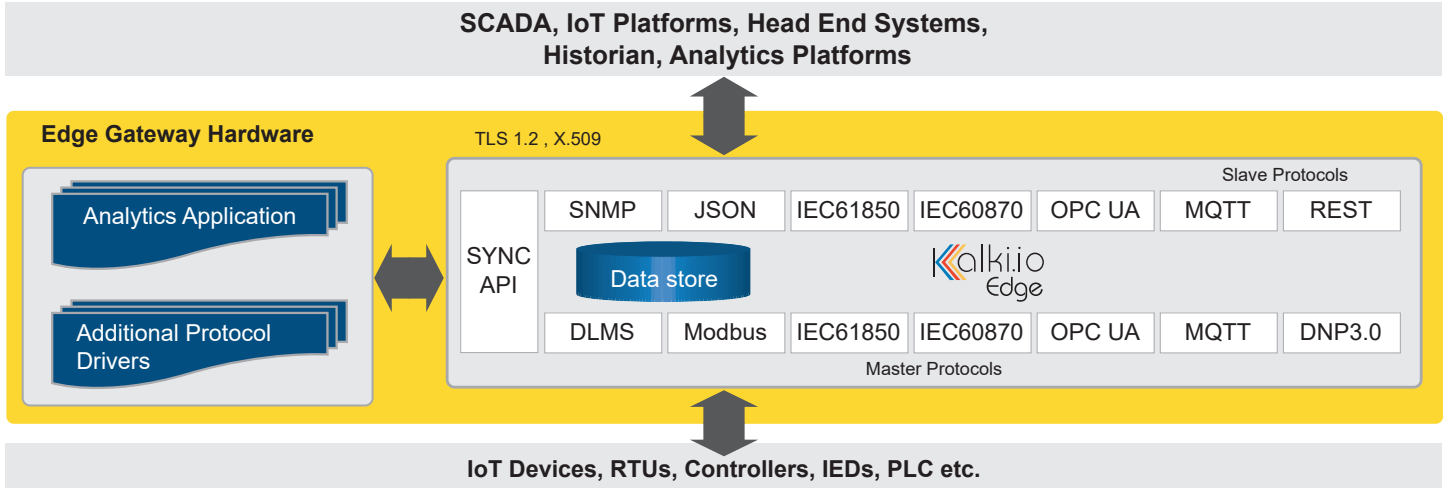 SCADA, IoT Platforms, Head End Systems,
Historian, Analytics Platforms
Edge Gateway Hardware
TLS 1.2 , X.509
Analytics Application
Additional Protocol
Drivers
SYNC
API
Slave Protocols
SNMP JSON IEC61850 IEC60870 OPC UA MQTT REST
Data store
Kalki.io
Edge
DLMS Modbus IEC61850 IEC60870 OPC UA MQTT DNP3.0
Master Protocols
IoT Devices, RTUs, Controllers, IEDs, PLC etc.